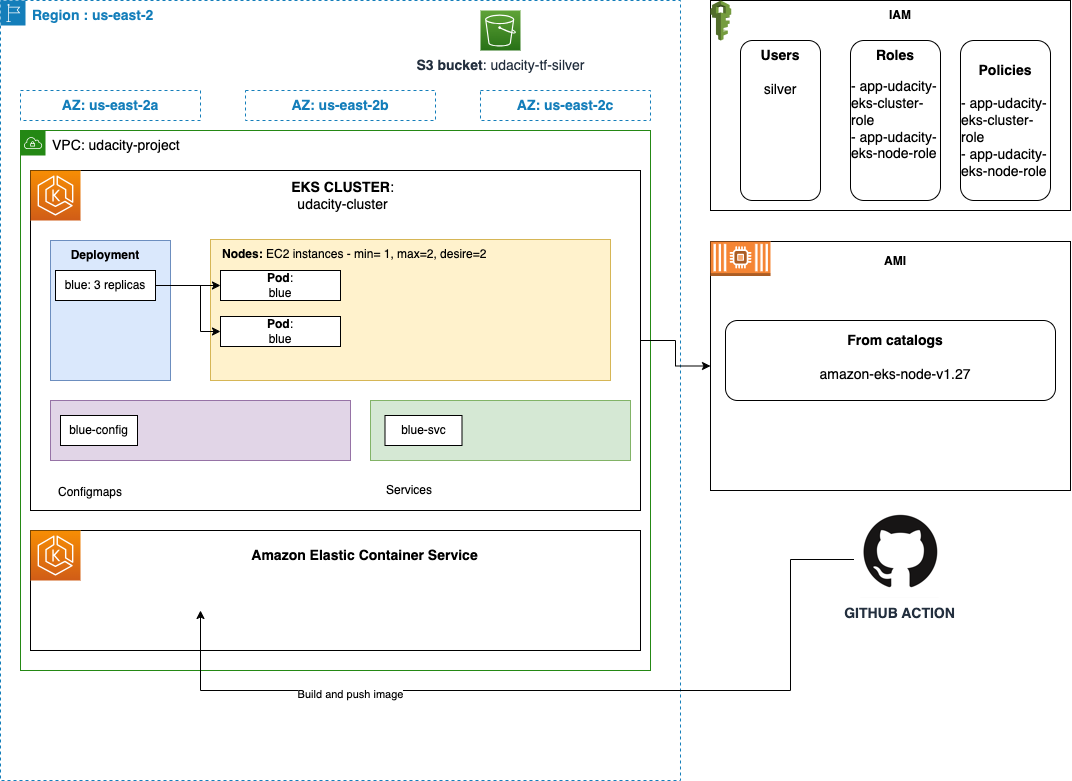 Region : us-east-2
S3 bucket: udacity-tf-silver
AZ: us-east-2a
AZ: us-east-2b
AZ: us-east-2c
VPC: udacity-project
EKS CLUSTER:
udacity-cluster
Deployment
blue: 3 replicas
Nodes: EC2 instances - min= 1, max=2, desire=2
Pod:
blue
Pod:
blue
blue-config
Configmaps
blue-svc
Services
Amazon Elastic Container Service
Build and push image
IAM
Users
silver
Roles
- app-udacity-
eks-cluster-
role
- app-udacity-
eks-node-role
Policies
- app-udacity-
eks-cluster-
role
- app-udacity-
eks-node-role
AMI
From catalogs
amazon-eks-node-v1.27
GITHUB ACTION